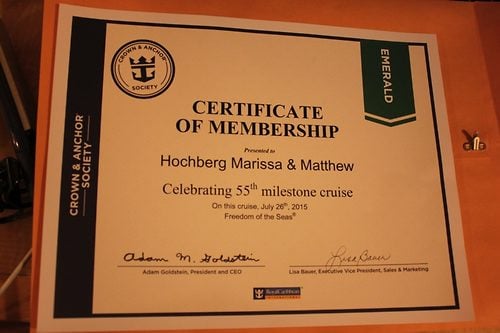 CROWN & ANCHOR
SOCIETY
EMERALD
CERTIFICATE
OF MEMBERSHIP
Presented to
Hochberg Marissa & Matthew
Celebrating 55th milestone cruise
On this cruise, July 26th, 2015
Freedom of the Seas®
CROWN & ANCHOR
SOCIETY
Adam M. Goldstein
Adam Goldstein, President and CEO
Lisa Bauer
Lisa Bauer, Executive Vice President, Sales & Marketing
RoyalCaribbean
INTERNATIONAL